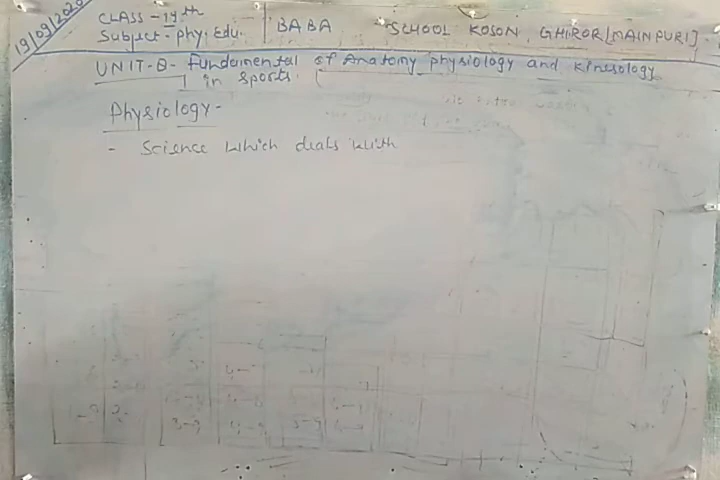 19/09/2020
CLASS - 11th
Subject - phy. Edu.
BABA SCHOOL KOSON, GHIROR [MAINPURI].
UNIT-8- Fundamental of Anatomy physiology and kinesology
in sports.
Physiology -
- Science which deals with